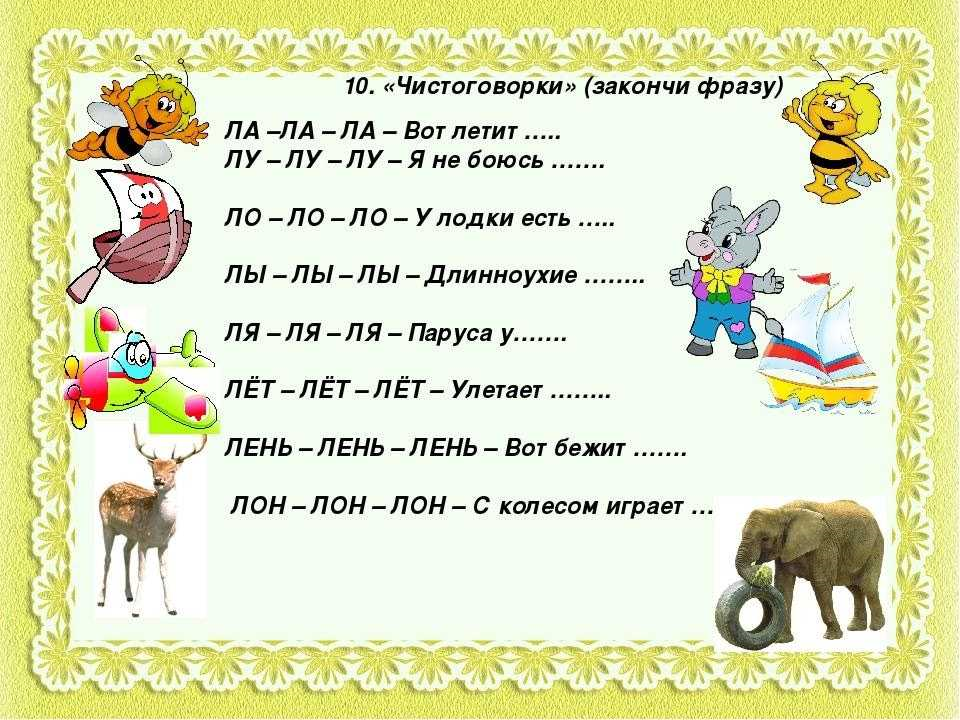 10. «Чистоговорки» (закончи фразу)
ЛА –ЛА – ЛА – Вот летит …..
ЛУ – ЛУ – ЛУ – Я не боюсь …….
ЛО – ЛО – ЛО – У лодки есть …..
ЛЫ – ЛЫ – ЛЫ – Длинноухие ……..
ЛЯ – ЛЯ – ЛЯ – Паруса у…….
ЛЁТ – ЛЁТ – ЛЁТ – Улетает ……..
ЛЕНЬ – ЛЕНЬ – ЛЕНЬ – Вот бежит …….
ЛОН – ЛОН – ЛОН – С колесом играет …